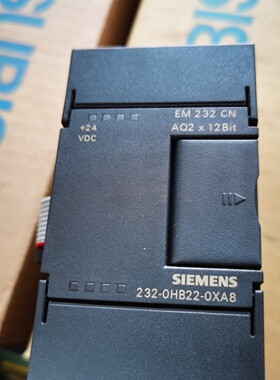 EM 232 CN
AQ2 x 12Bit
+24
VDC
SIEMENS
232-0HB22-0XA8